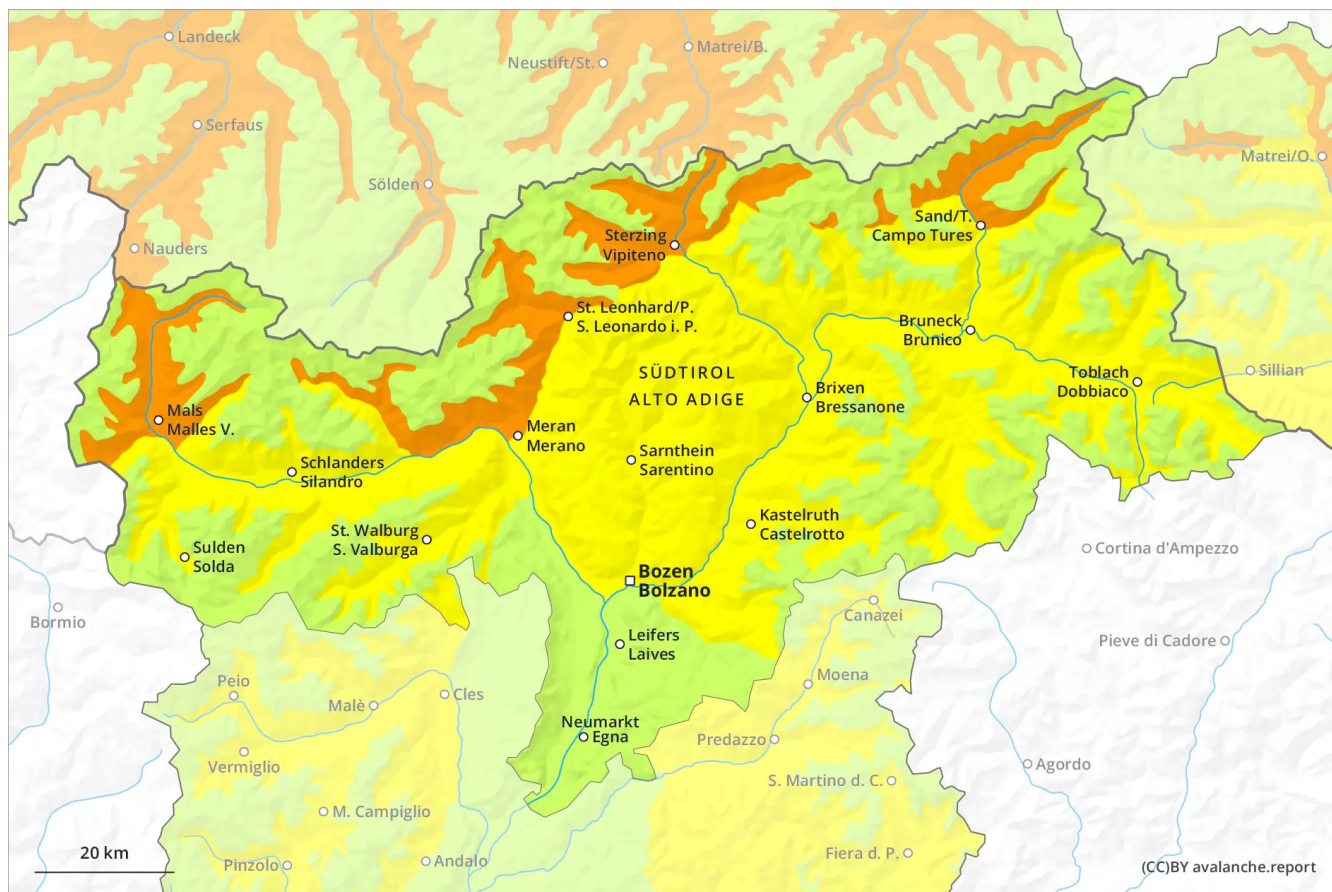 Landeck
Matrei/B.
Neustift/St.
Serfaus
Matrei/O.
Sölden
Sand/T.
Campo Tures
Sterzing
Vipiteno
Nauders
St. Leonhard/P.
S. Leonardo i. P.
Bruneck
Brunico
SÜDTIROL
ALTO ADIGE
Toblach
Dobbiaco
Sillian
Brixen
Bressanone
Mals
Malles V.
Meran
Merano
Schlanders
Silandro
Sarnthein
Sarentino
Kastelruth
Castelrotto
St. Walburg
S. Valburga
Sulden
Solda
Cortina d'Ampezzo
Bozen
Bolzano
Bormio
Canazei
Leifers
Laives
Pieve di Cadore
Peio
Cles
Moena
Malè
Neumarkt
Egna
Predazzo
Vermiglio
Agordo
S. Martino d. C.
M. Campiglio
20 km
Pinzolo
Andalo
Fiera d. P.
(CC)BY avalanche.report